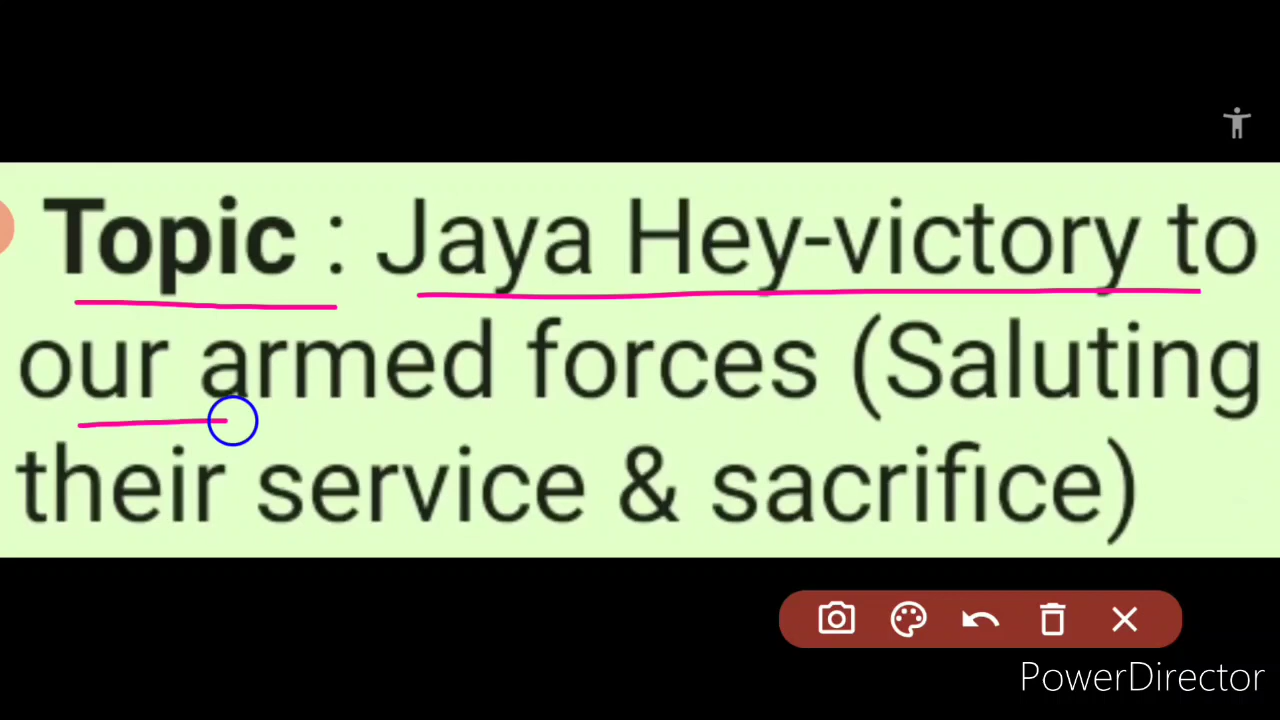 Topic : Jaya Hey-victory to
our armed forces (Saluting
their service & sacrifice)
PowerDirector